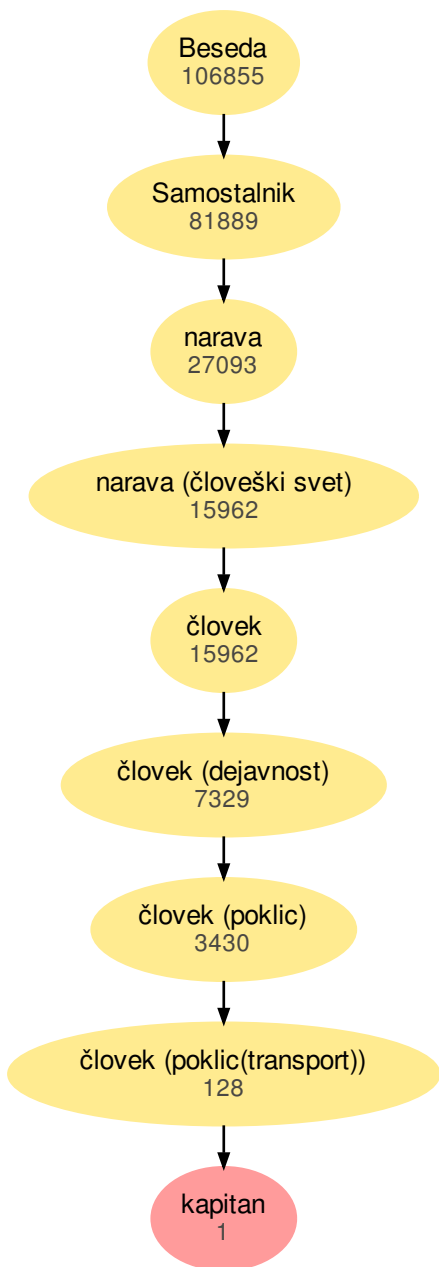 Beseda
106855
Samostalnik
81889
narava
27093
narava (človeški svet)
15962
človek
15962
človek (dejavnost)
7329
človek (poklic)
3430
človek (poklic(transport))
128
kapitan
1